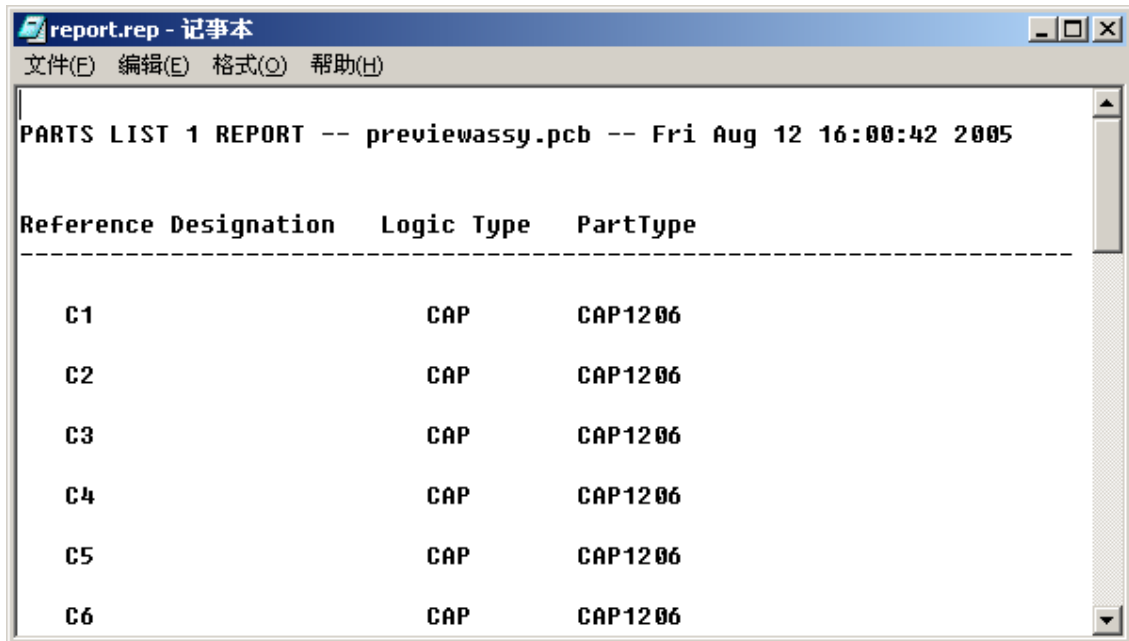 report.rep - 记事本
文件(F) 编辑(E) 格式(O) 帮助(H)
PARTS LIST 1 REPORT -- previewassy.pcb -- Fri Aug 12 16:00:42 2005
Reference Designation Logic Type PartType
----------------------------------------------------------------------
C1 CAP CAP1206
C2 CAP CAP1206
C3 CAP CAP1206
C4 CAP CAP1206
C5 CAP CAP1206
C6 CAP CAP1206